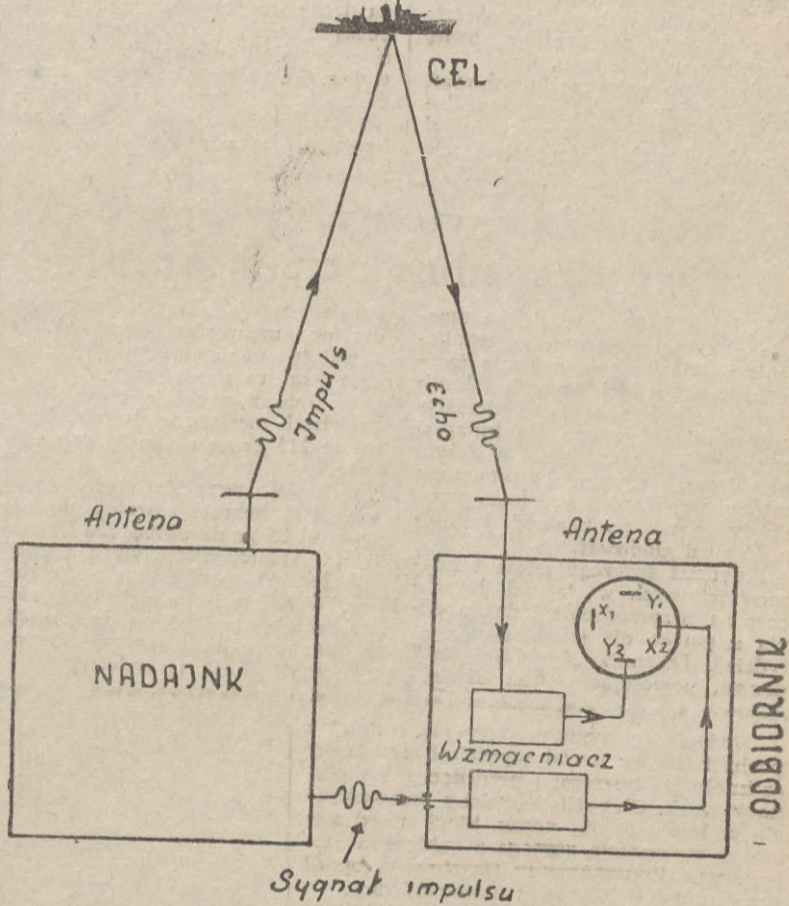 CEL
Impuls
Echo
Antena
Antena
NADAJNK
X1
Y1
Y2
X2
Wzmacniacz
ODBIORNIK
Sygnał impulsu